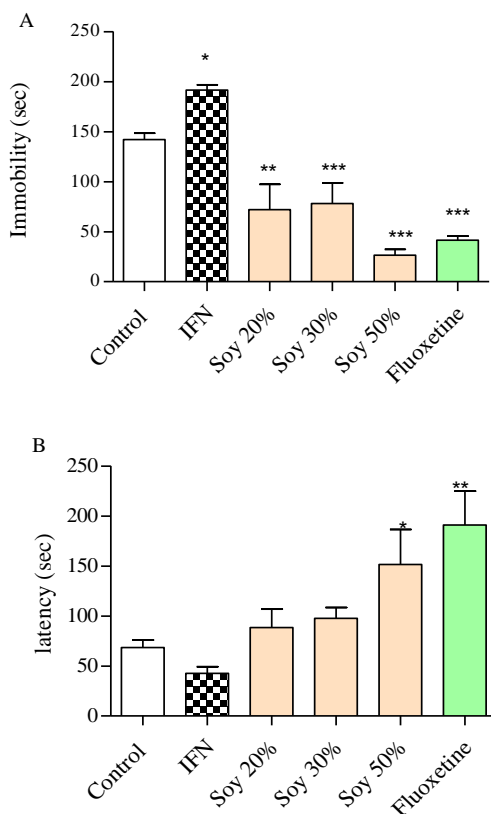 A
Immobility (sec)
250
200
150
100
50
0
*
**
***
***
***
Control
IFN
Soy 20%
Soy 30%
Soy 50%
Fluoxetine
B
latency (sec)
250
200
150
100
50
0
*
**
Control
IFN
Soy 20%
Soy 30%
Soy 50%
Fluoxetine